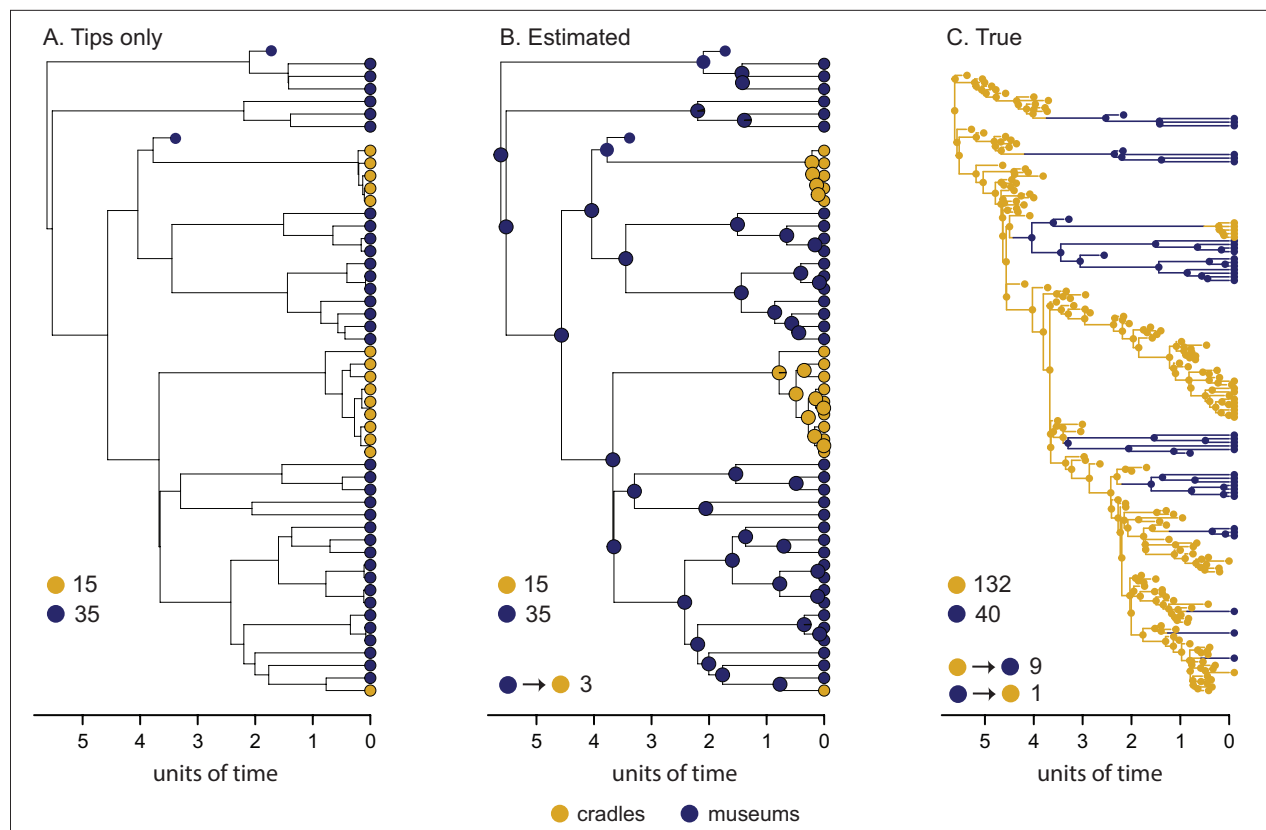 A. Tips only
15
35
5 4 3 2 1 0
units of time
B. Estimated
15
35
3
5 4 3 2 1 0
units of time
C. True
132
40
9
1
5 4 3 2 1 0
units of time
cradles museums